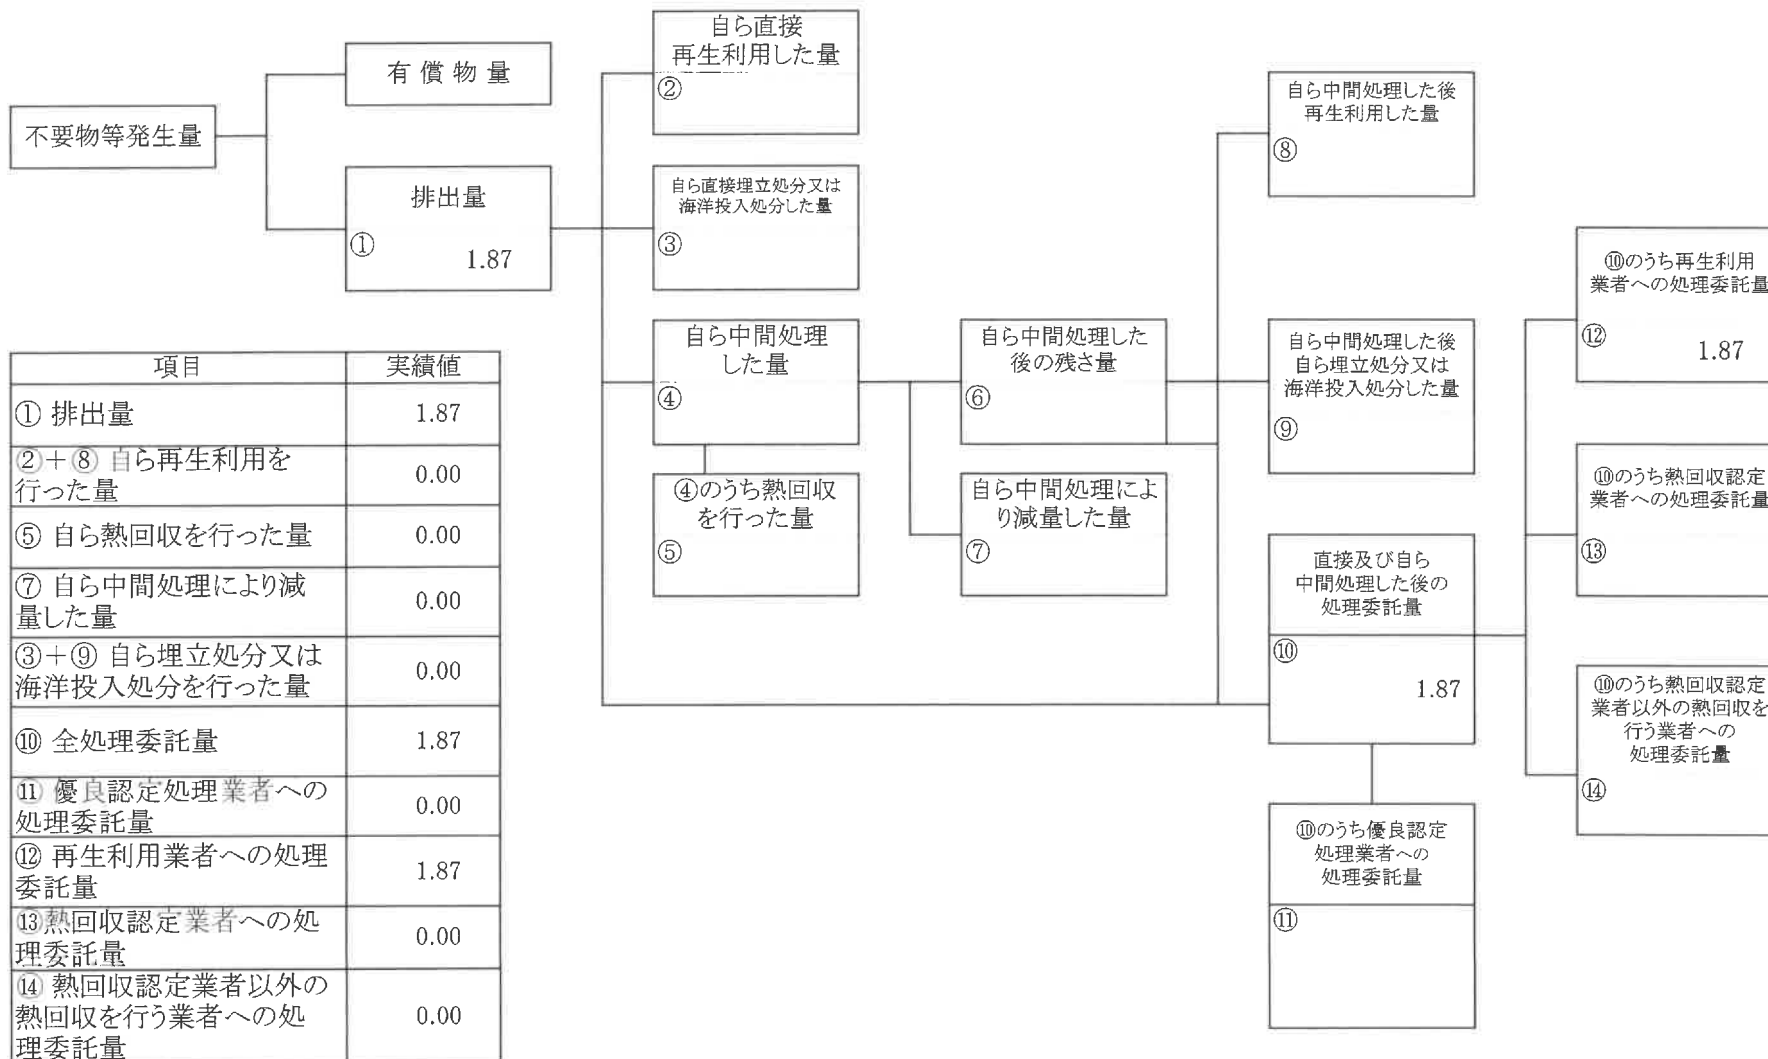 不要物等発生量
有償物量
排出量
①
1.87
自ら直接
再生利用した量
②
自ら直接埋立処分又は
海洋投入処分した量
③
自ら中間処理
した量
④
④のうち熱回収
を行った量
⑤
自ら中間処理した
後の残さ量
⑥
自ら中間処理によ
り減量した量
⑦
自ら中間処理した後
再生利用した量
⑧
自ら中間処理した後
自ら埋立処分又は
海洋投入処分した量
⑨
直接及び自ら
中間処理した後の
処理委託量
⑩
1.87
⑩のうち優良認定
処理業者への
処理委託量
⑪
⑩のうち再生利用
業者への処理委託量
⑫
1.87
⑩のうち熱回収認定
業者への処理委託量
⑬
⑩のうち熱回収認定
業者以外の熱回収を
行う業者への
処理委託量
⑭
項目 実績値
① 排出量 1.87
②+⑧ 自ら再生利用を
行った量 0.00
⑤ 自ら熱回収を行った量 0.00
⑦ 自ら中間処理により減
量した量 0.00
③+⑨ 自ら埋立処分又は
海洋投入処分を行った量 0.00
⑩ 全処理委託量 1.87
⑪ 優良認定処理業者への
処理委託量 0.00
⑫ 再生利用業者への処理
委託量 1.87
⑬熱回収認定業者への処
理委託量 0.00
⑭ 熱回収認定業者以外の
熱回収を行う業者への処
理委託量 0.00